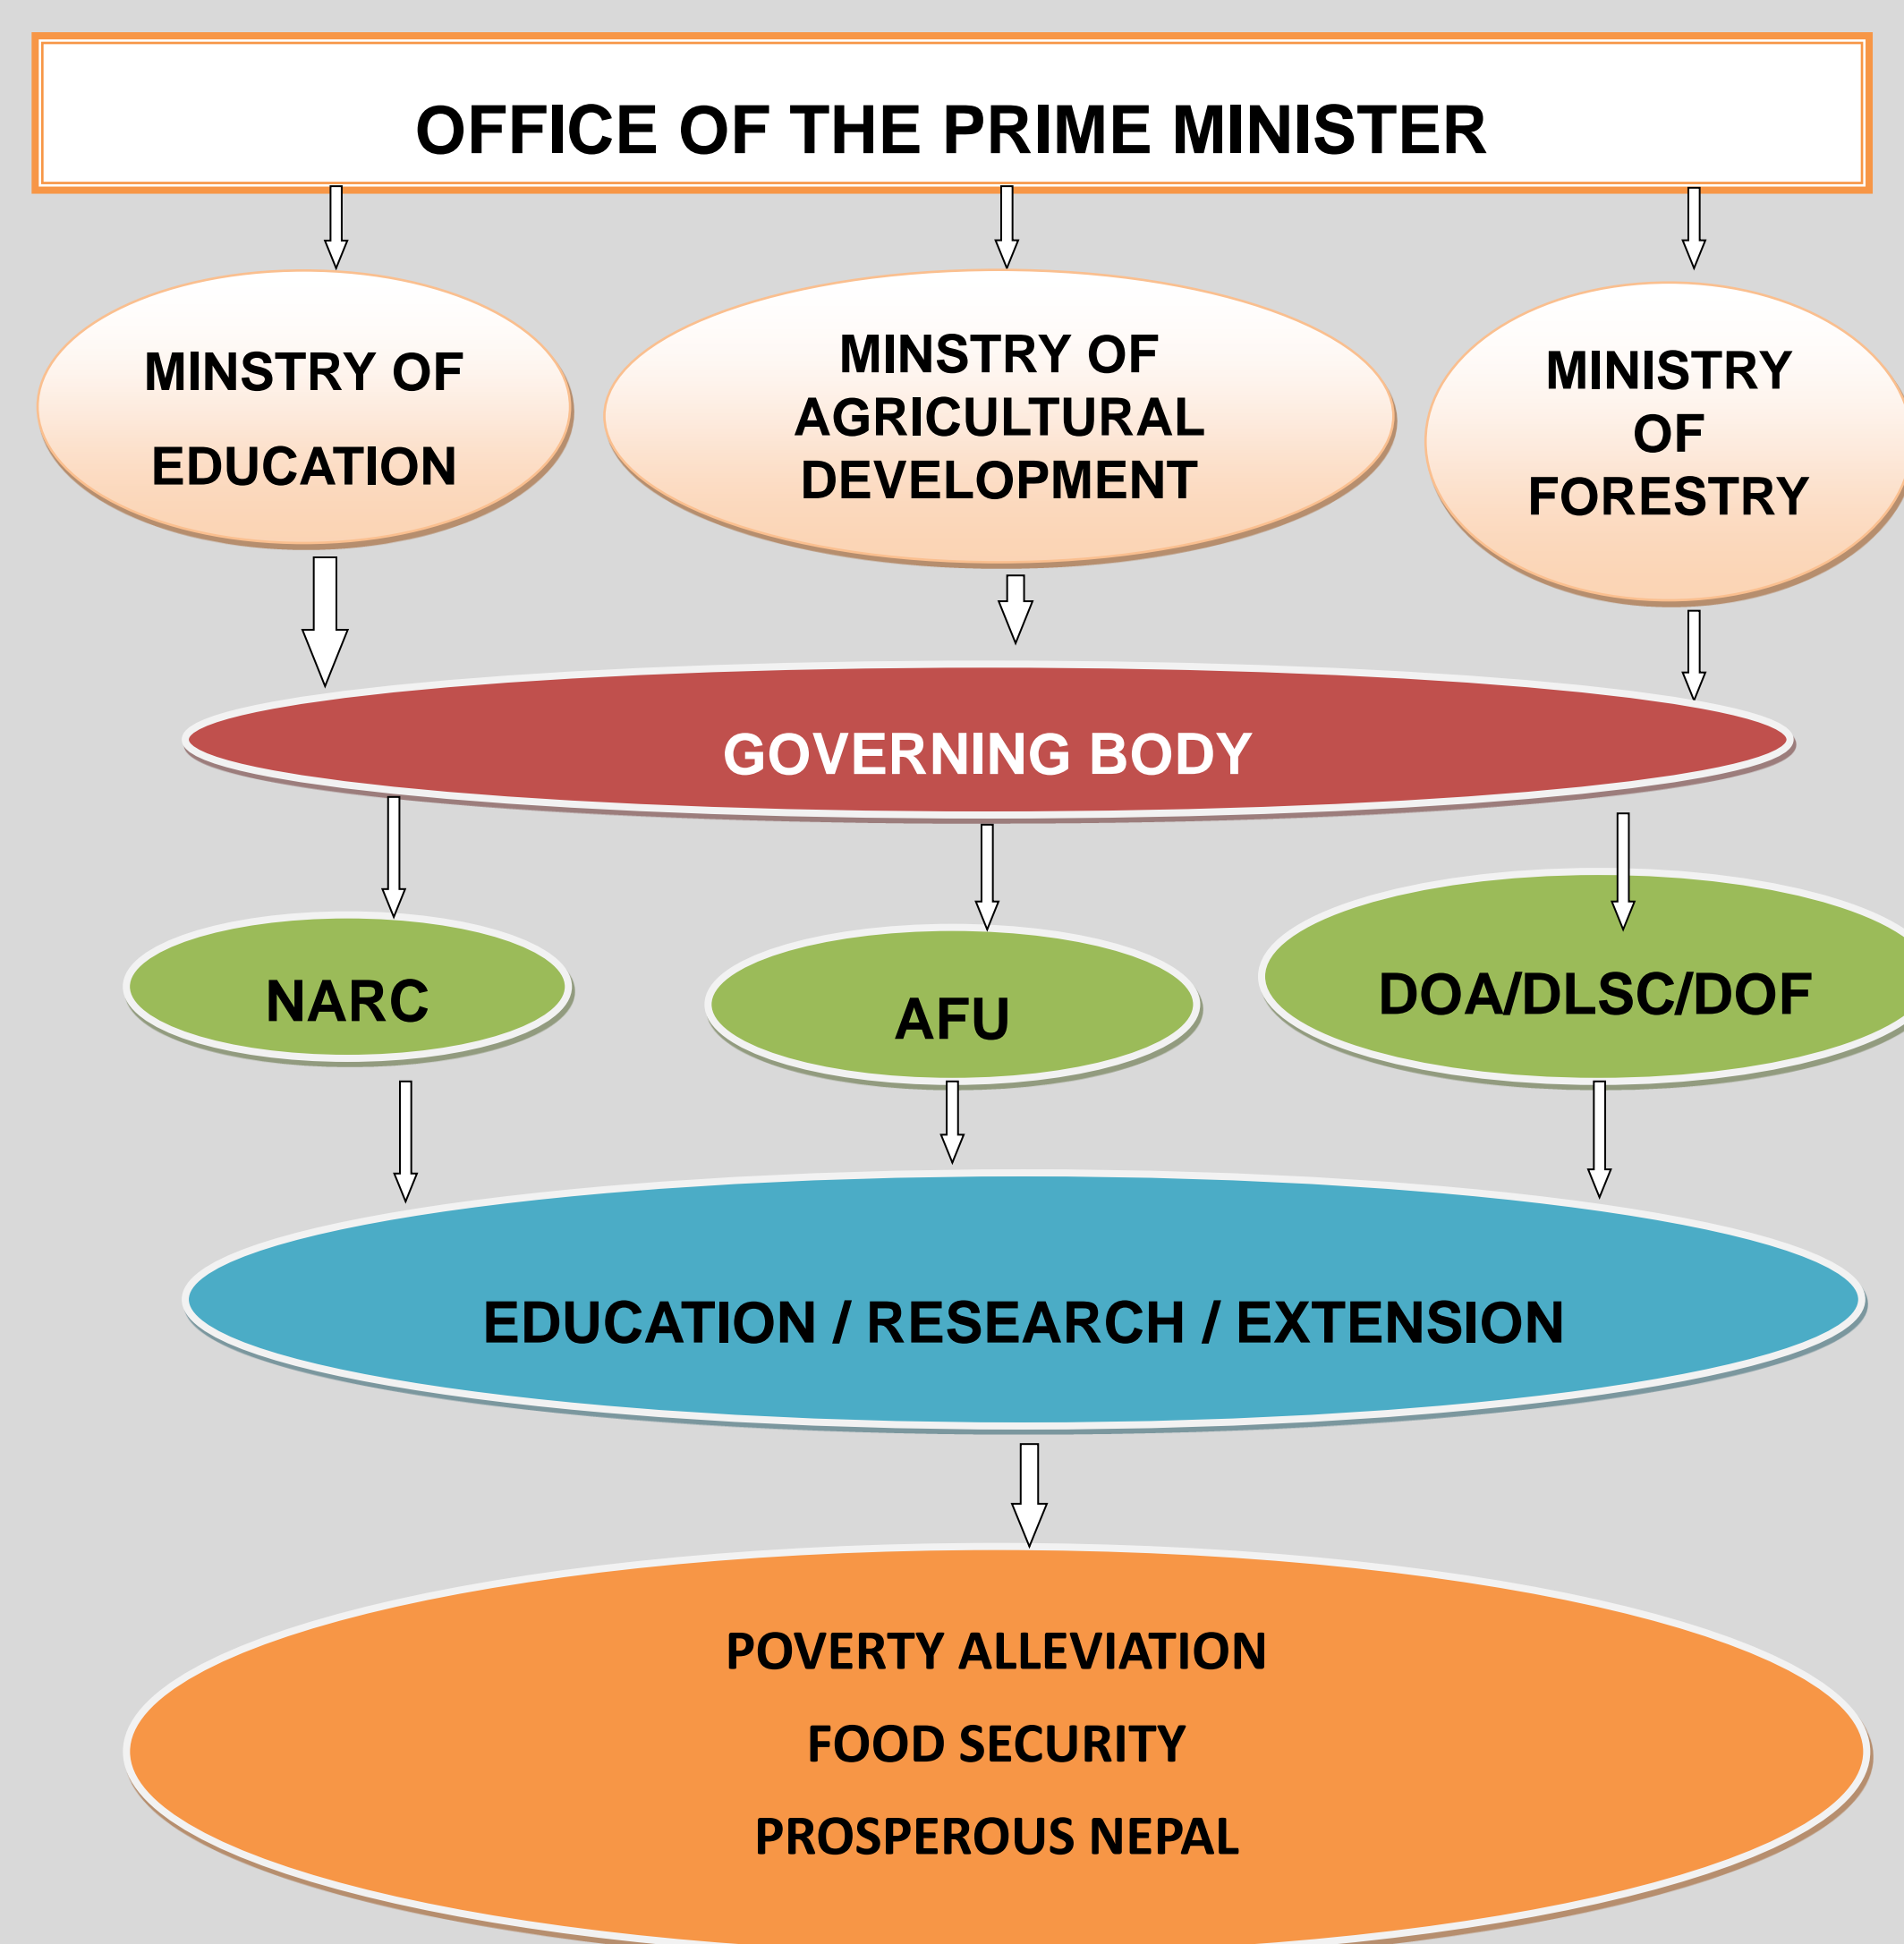 OFFICE OF THE PRIME MINISTER
MINSTRY OF
EDUCATION
MINSTRY OF
AGRICULTURAL
DEVELOPMENT
MINISTRY
OF
FORESTRY
GOVERNING BODY
NARC
AFU
DOA/DLSC/DOF
EDUCATION / RESEARCH / EXTENSION
POVERTY ALLEVIATION
FOOD SECURITY
PROSPEROUS NEPAL